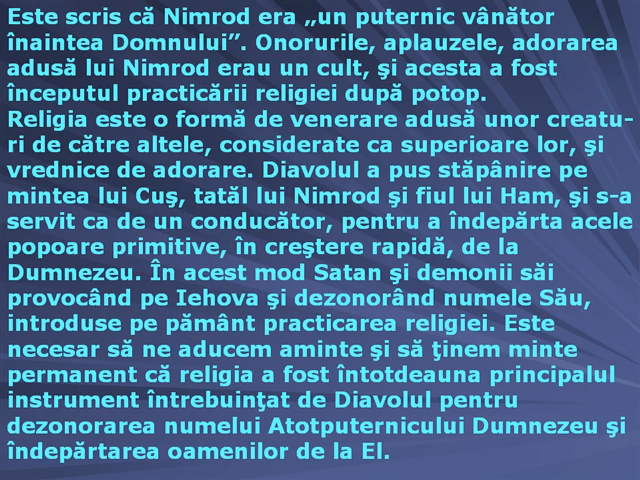 Este scris că Nimrod era „un puternic vânător
înaintea Domnului”. Onorurile, aplauzele, adorarea
adusă lui Nimrod erau un cult, şi acesta a fost
începutul practicării religiei după potop.
Religia este o formă de venerare adusă unor creatu-
ri de către altele, considerate ca superioare lor, şi
vrednice de adorare. Diavolul a pus stăpânire pe
mintea lui Cuş, tatăl lui Nimrod şi fiul lui Ham, şi s-a
servit ca de un conducător, pentru a îndepărta acele
popoare primitive, în creştere rapidă, de la
Dumnezeu. În acest mod Satan şi demonii săi
provocând pe Iehova şi dezonorând numele Său,
introduse pe pământ practicarea religiei. Este
necesar să ne aducem aminte şi să ţinem minte
permanent că religia a fost întotdeauna principalul
instrument întrebuinţat de Diavolul pentru
dezonorarea numelui Atotputernicului Dumnezeu şi
îndepărtarea oamenilor de la El.